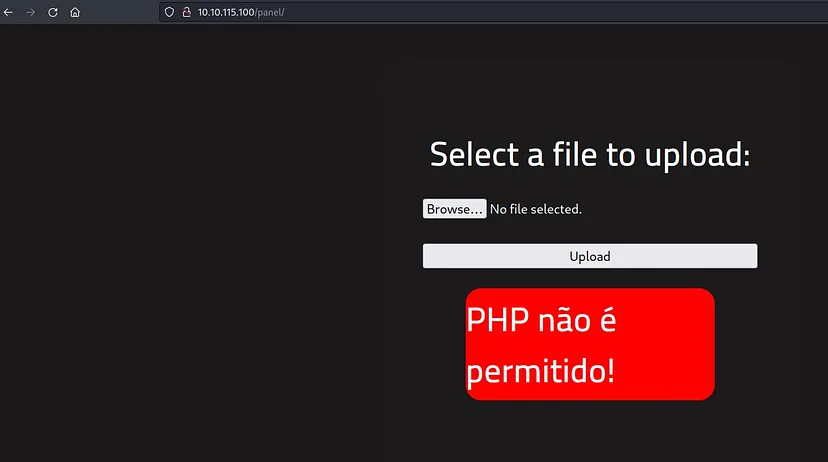 10.10.115.100/panel/
Select a file to upload:
Browse... No file selected.
Upload
PHP não é
permitido!